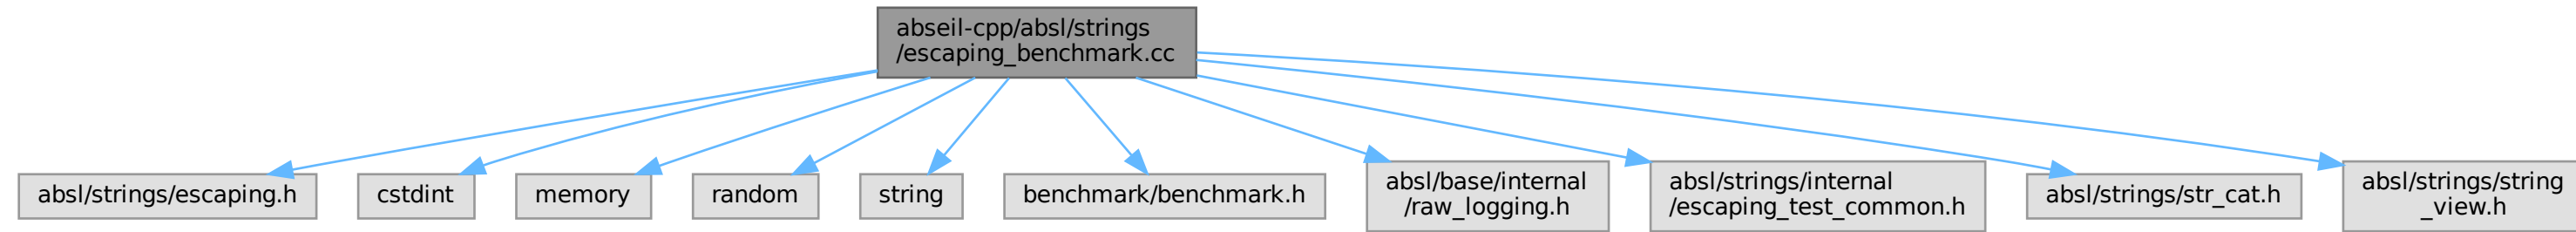 abseil-cpp/absl/strings
/escaping_benchmark.cc
absl/strings/escaping.h
cstdint
memory
random
string
benchmark/benchmark.h
absl/base/internal
/raw_logging.h
absl/strings/internal
/escaping_test_common.h
absl/strings/str_cat.h
absl/strings/string
_view.h